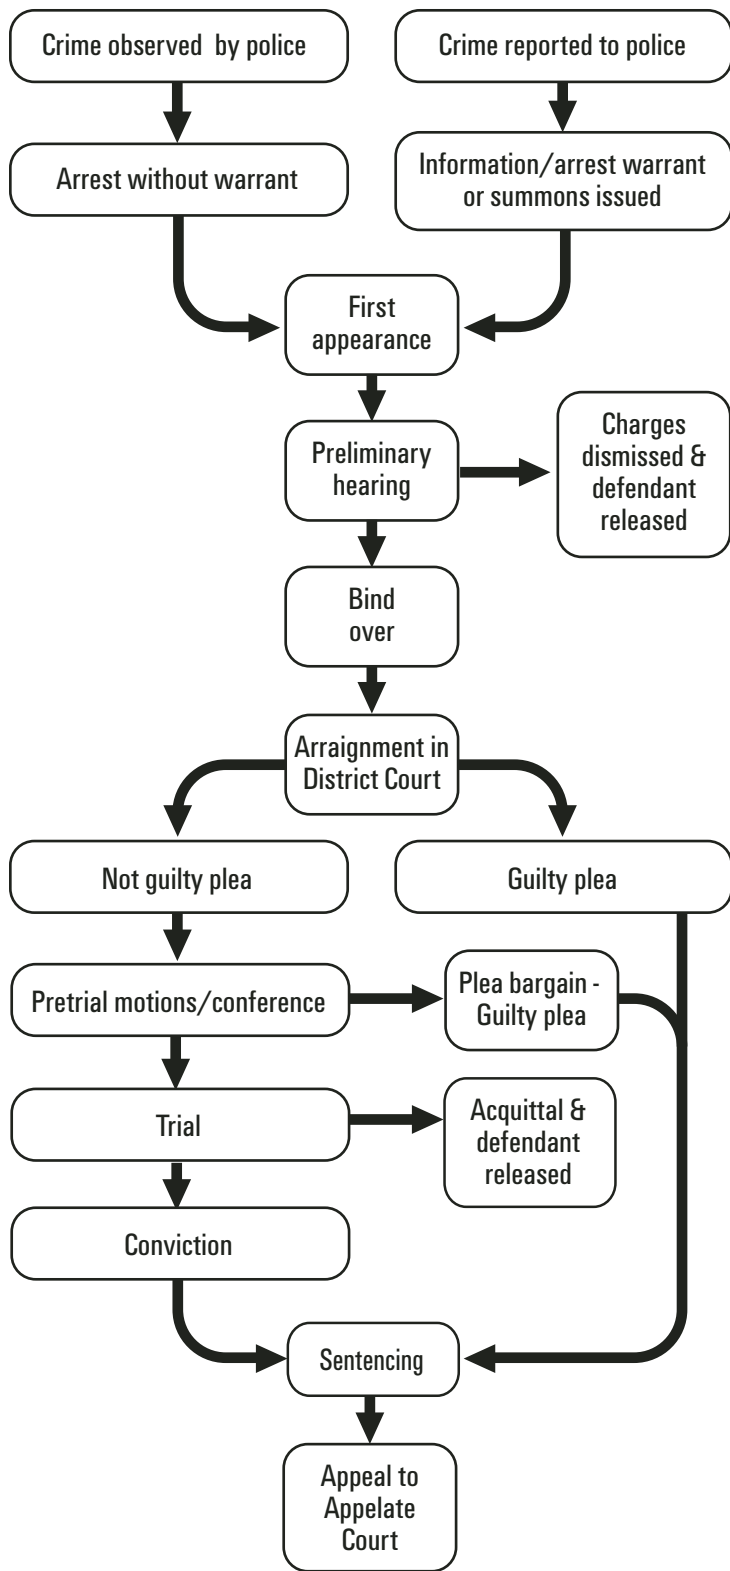 Crime observed by police
Crime reported to police
Arrest without warrant
Information/arrest warrant
or summons issued
First
appearance
Preliminary
hearing
Charges
dismissed &
defendant
released
Bind
over
Arraignment in
District Court
Not guilty plea
Guilty plea
Pretrial motions/conference
Plea bargain -
Guilty plea
Trial
Acquittal &
defendant
released
Conviction
Sentencing
Appeal to
Appelate
Court